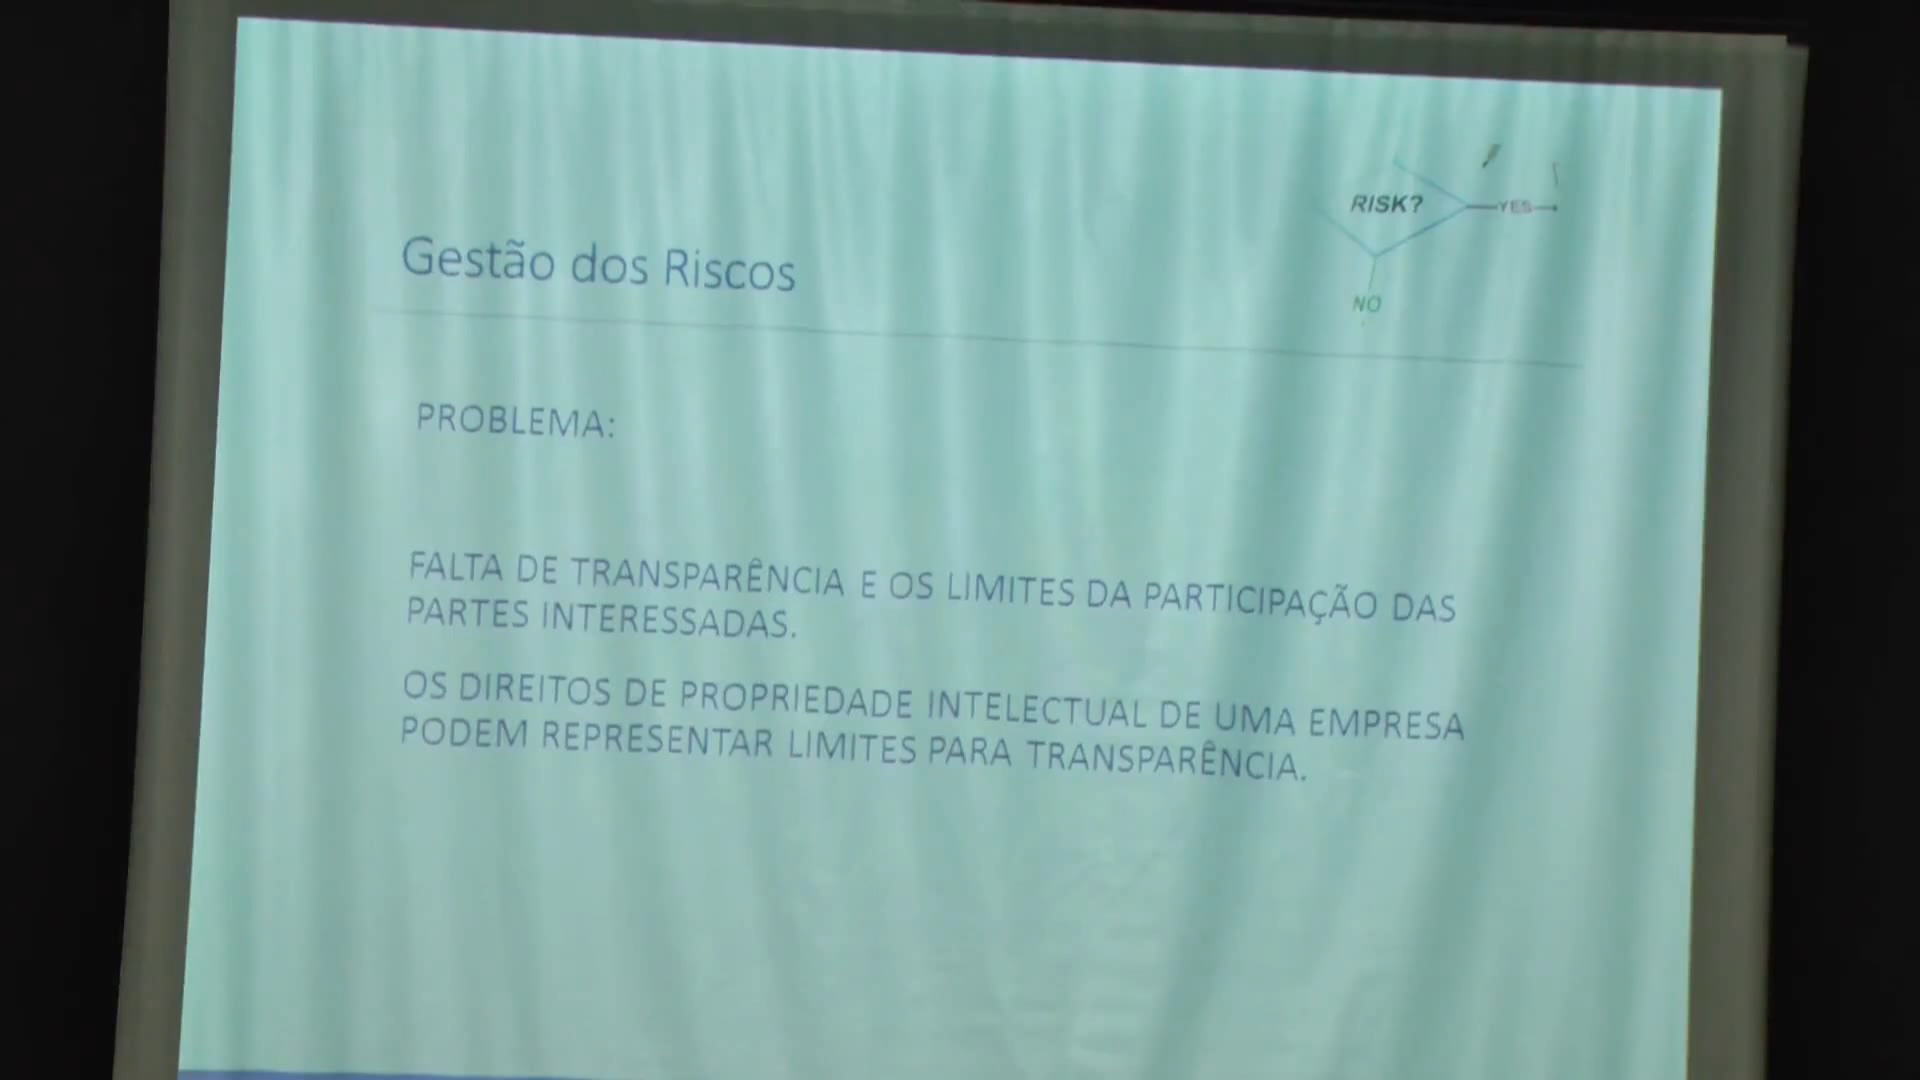 RISK?
YES
Gestão dos Riscos
NO
PROBLEMA:
FALTA DE TRANSPARÊNCIA E OS LIMITES DA PARTICIPAÇÃO DAS
PARTES INTERESSADAS.
OS DIREITOS DE PROPRIEDADE INTELECTUAL DE UMA EMPRESA
PODEM REPRESENTAR LIMITES PARA TRANSPARÊNCIA.